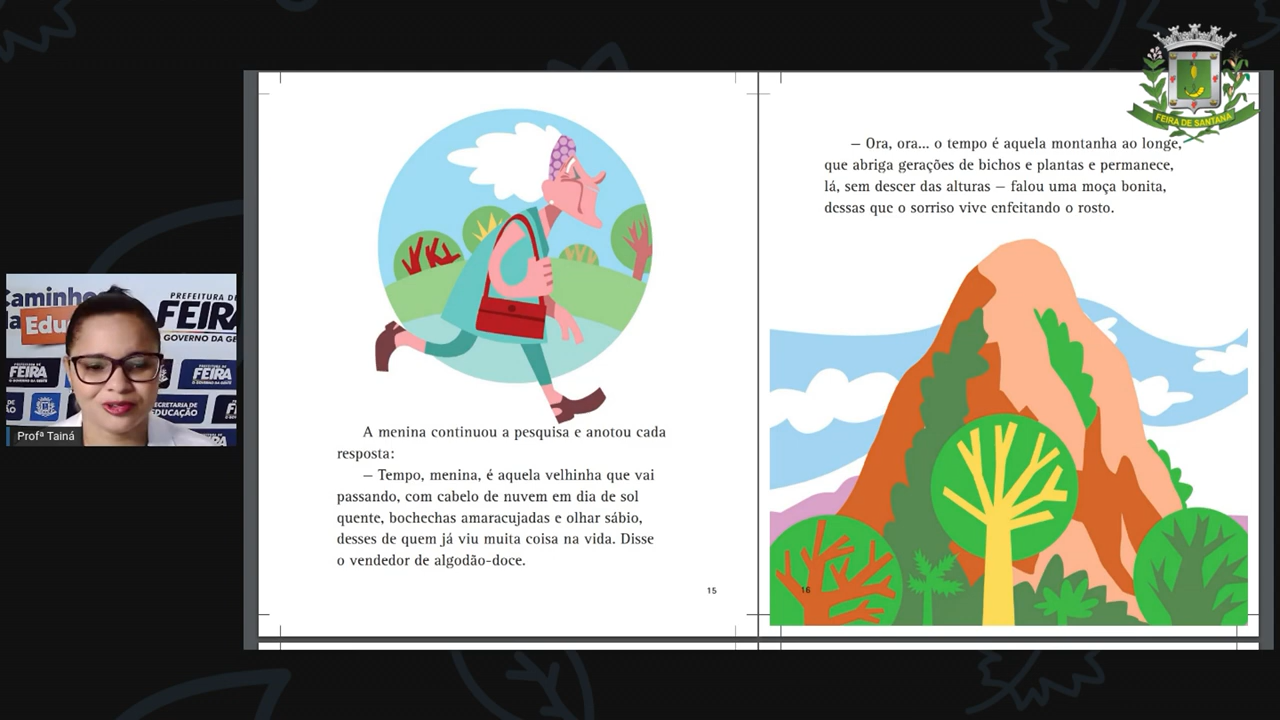 FEIRA DE SANTANA
— Ora, ora... o tempo é aquela montanha ao longe,
que abriga gerações de bichos e plantas e permanece,
lá, sem descer das alturas — falou uma moça bonita,
dessas que o sorriso vive enfeitando o rosto.
A menina continuou a pesquisa e anotou cada
resposta:
— Tempo, menina, é aquela velhinha que vai
passando, com cabelo de nuvem em dia de sol
quente, bochechas amaracujadas e olhar sábio,
desses de quem já viu muita coisa na vida. Disse
o vendedor de algodão-doce.
15
16
PREFEITURA DE
FEIRA
GOVERNO DA GE
Edu
FEIRA
FEIRA
EDUCAÇÃO
Profª Tainá